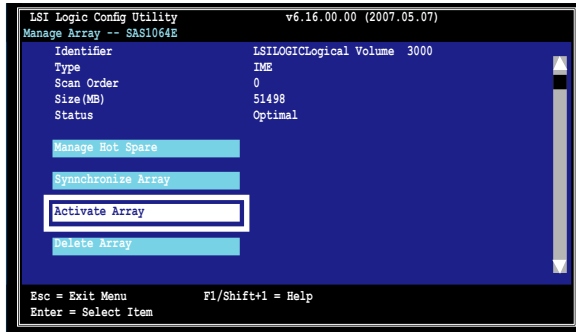 LSI Logic Config Utility v6.16.00.00 (2007.05.07)
Manage Array -- SAS1064E
Identifier LSILOGICLogical Volume 3000
Type IME
Scan Order 0
Size(MB) 51498
Status Optimal
Manage Hot Spare
Synnchronize Array
Activate Array
Delete Array
Esc = Exit Menu F1/Shift+1 = Help
Enter = Select Item